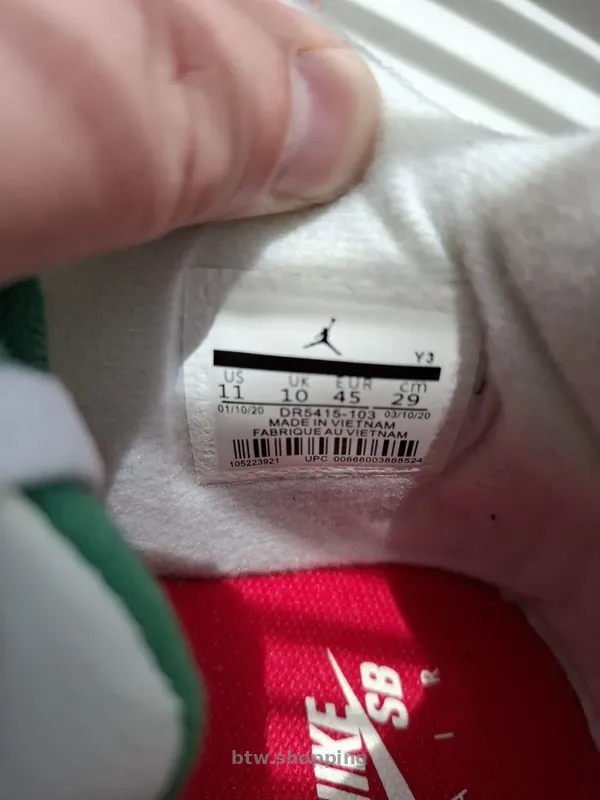 Y3
US UK EUR cm
11 10 45 29
01/10/20 DR5415-103 03/10/20
MADE IN VIETNAM
FABRIQUE AU VIETNAM
105223921 UPC 00666003888524
NIKE SB
AIR
btw.shopping